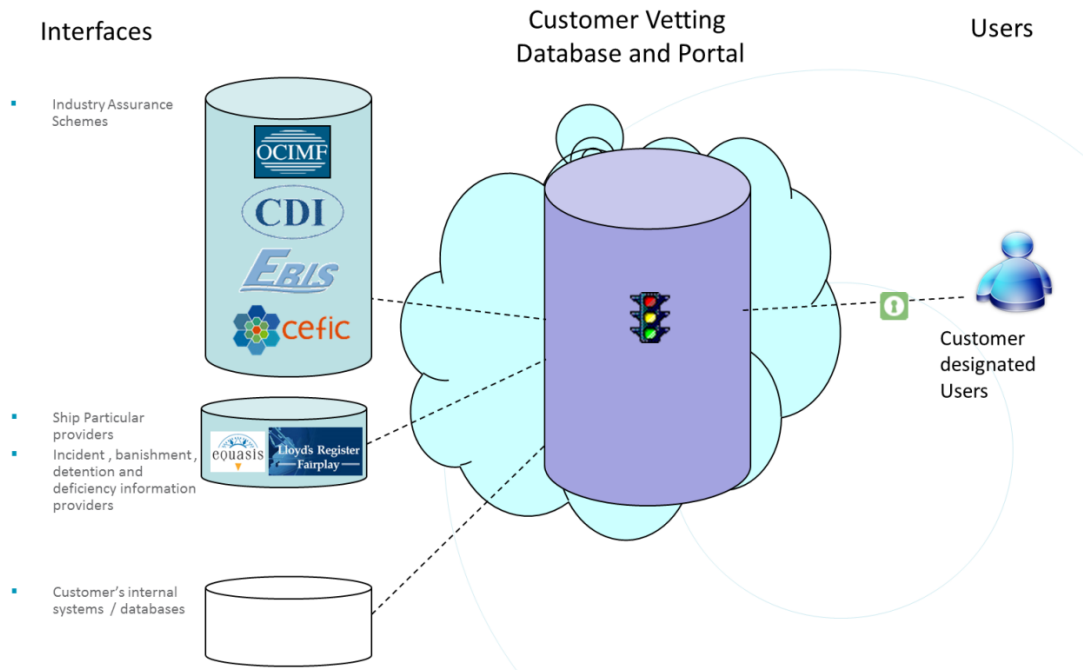 Interfaces
Customer Vetting
Database and Portal
Users
Industry Assurance
Schemes
OCIMF
CDI
EBIS
cefic
Customer
designated
Users
Ship Particular
providers
Incident , banishment ,
detention and
deficiency information
providers
equasis
Lloyd's Register
Fairplay
Customer's internal
systems / databases